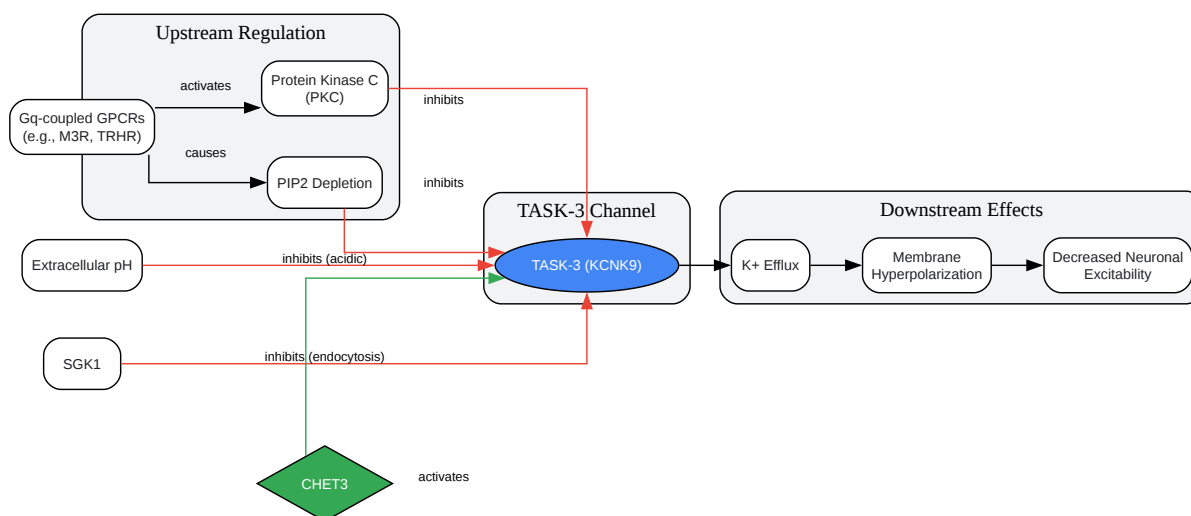 Upstream Regulation
Protein Kinase C
(PKC)
activates
inhibits
Gq-coupled GPCRs
(e.g., M3R, TRHR)
causes
PIP2 Depletion
inhibits
TASK-3 Channel
Downstream Effects
Extracellular pH
inhibits (acidic)
TASK-3 (KCNK9)
K+ Efflux
Membrane
Hyperpolarization
Decreased Neuronal
Excitability
SGK1
inhibits (endocytosis)
CHET3
activates